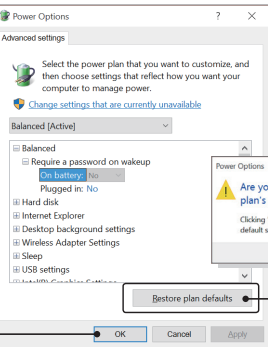 Power Options
?
×
Advanced settings
Select the power plan that you want to customize, and
then choose settings that reflect how you want your
computer to manage power.
Change settings that are currently unavailable
Balanced [Active]
Balanced
Require a password on wakeup
On battery: No
Plugged in: No
Hard disk
Internet Explorer
Desktop background settings
Wireless Adapter Settings
Sleep
USB settings
Power Options
Are yo
plan's
Clicking
default s
Restore plan defaults
OK
Cancel
Apply